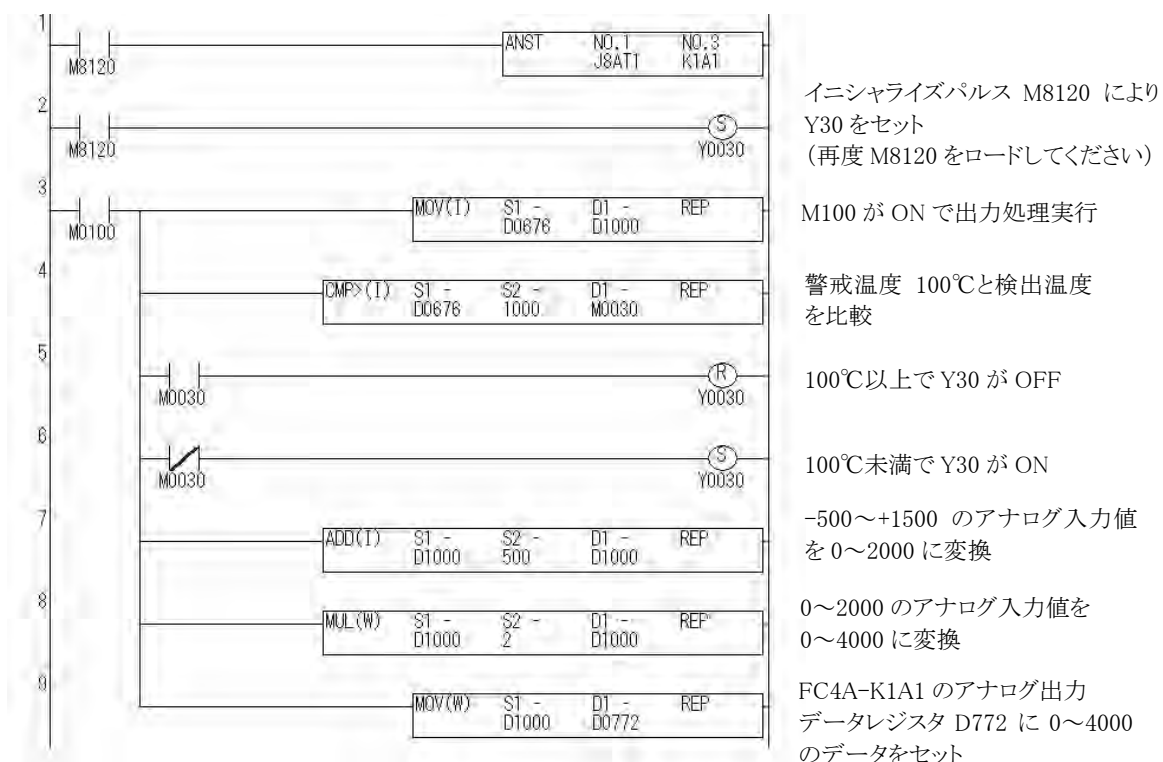 1
ANST NO.1 NO.3
J8AT1 K1A1
M8120
イニシャライズパルス M8120 により
Y30 をセット
（再度 M8120 をロードしてください）
2
S
M8120 Y0030
3
MOV(I) S1 - D1 - REP
D0676 D1000
M0100
M100 が ON で出力処理実行
4
CMP>(I) S1 - S2 - D1 - REP
D0676 1000 M0030
警戒温度 100℃と検出温度
を比較
5
R
M0030 Y0030
100℃以上で Y30 が OFF
6
S
M0030 Y0030
100℃未満で Y30 が ON
7
ADD(I) S1 - S2 - D1 - REP
D1000 500 D1000
-500～+1500 のアナログ入力値
を 0～2000 に変換
8
MUL(W) S1 - S2 - D1 - REP
D1000 2 D1000
0～2000 のアナログ入力値を
0～4000 に変換
9
MOV(W) S1 - D1 - REP
D1000 D0772
FC4A-K1A1 のアナログ出力
データレジスタ D772 に 0～4000
のデータをセット